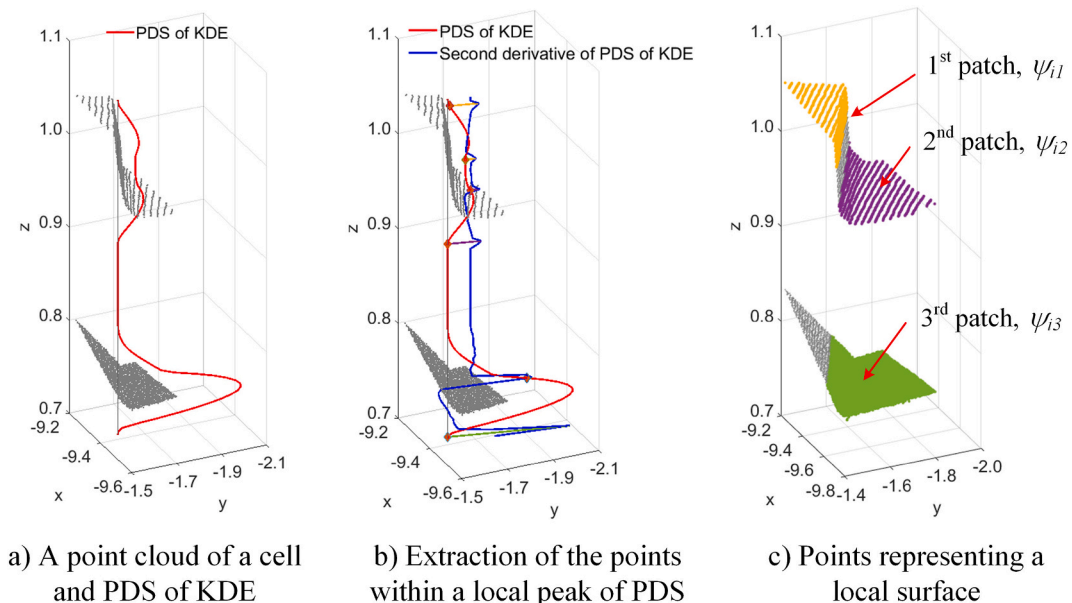 PDS of KDE
1.1
1.0
0.9
z
0.8
0.7
-9.2
-9.4
-9.6
x
-1.5
-1.7
-1.9
-2.1
y
a) A point cloud of a cell
and PDS of KDE
PDS of KDE
Second derivative of PDS of KDE
1.1
1.0
0.9
z
0.8
0.7
-9.2
-9.4
-9.6
x
-1.5
-1.7
-1.9
-2.1
y
b) Extraction of the points
within a local peak of PDS
1.1
1.0
0.9
z
0.8
0.7
-9.2
-9.4
-9.6
-9.8
x
-1.4
-1.6
-1.8
-2.0
y
1st patch, ψi1
2nd patch, ψi2
3rd patch, ψi3
c) Points representing a
local surface